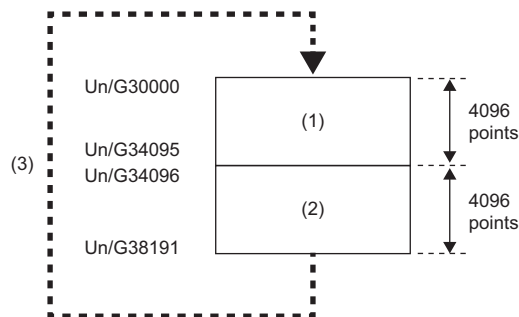 Un/G30000
(1)
4096
points
Un/G34095
(3)
Un/G34096
(2)
4096
points
Un/G38191